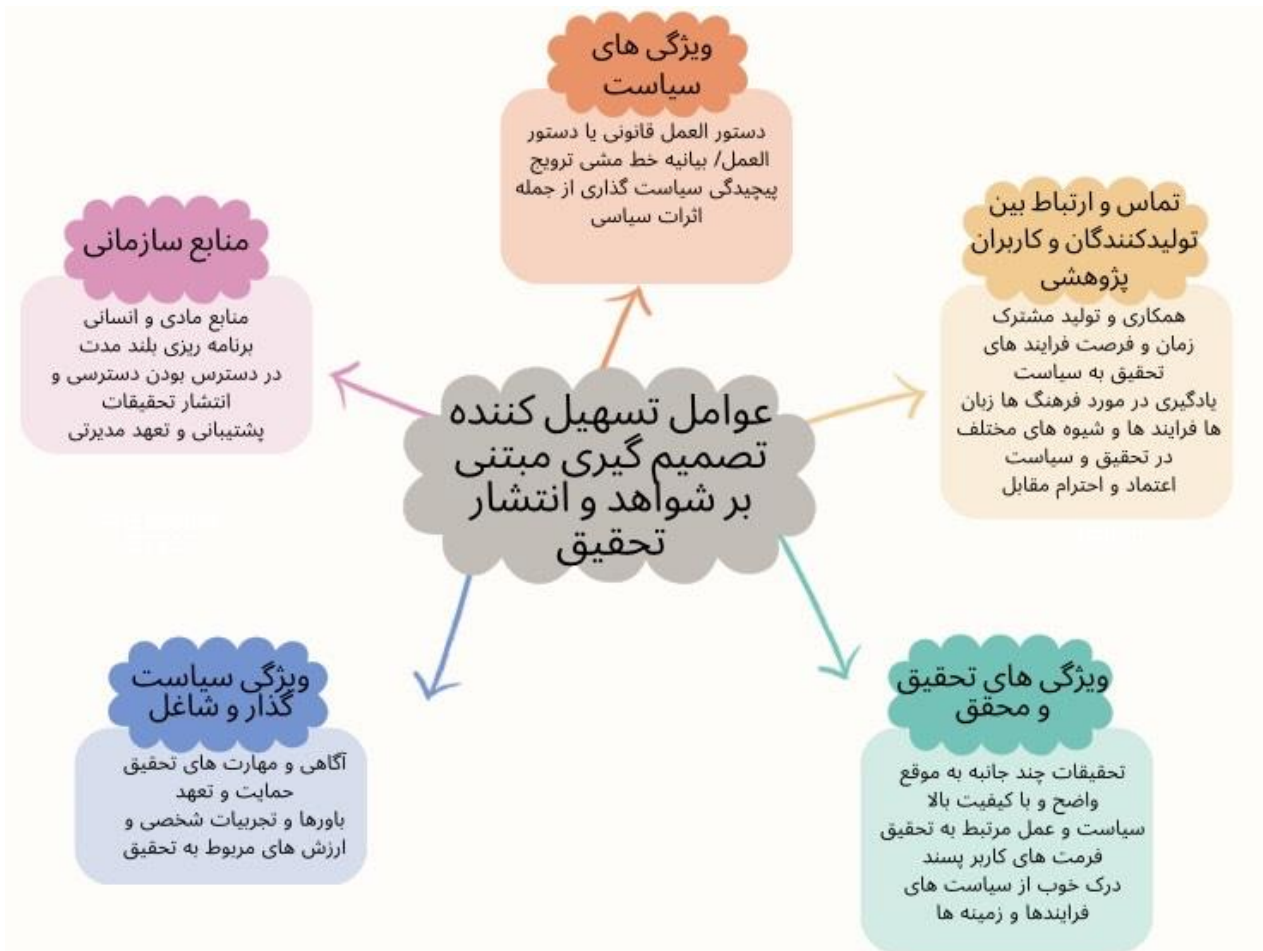 ویژگی های
سیاست
دستور العمل قانونی یا دستور
العمل/ بیانیه خط مشی ترویج
پیچیدگی سیاست گذاری از جمله
اثرات سیاسی
تماس و ارتباط بین
تولیدکنندگان و کاربران
پژوهشی
همکاری و تولید مشترک
زمان و فرصت فرایند های
تحقیق به سیاست
یادگیری در مورد فرهنگ ها زبان
ها فرایند ها و شیوه های مختلف
در تحقیق و سیاست
اعتماد و احترام مقابل
منابع سازمانی
منابع مادی و انسانی
برنامه ریزی بلند مدت
در دسترس بودن دسترسی و
انتشار تحقیقات
پشتیبانی و تعهد مدیرتی
عوامل تسهیل کننده
تصمیم گیری مبتنی
بر شواهد و انتشار
تحقیق
ویژگی های تحقیق
و محقق
تحقیقات چند جانبه به موقع
واضح و با کیفیت بالا
سیاست و عمل مرتبط به تحقیق
فرمت های کاربر پسند
درک خوب از سیاست های
فرایندها و زمینه ها
ویژگی سیاست
گذار و شاغل
آگاهی و مهارت های تحقیق
حمایت و تعهد
باورها و تجربیات شخصی و
ارزش های مربوط به تحقیق